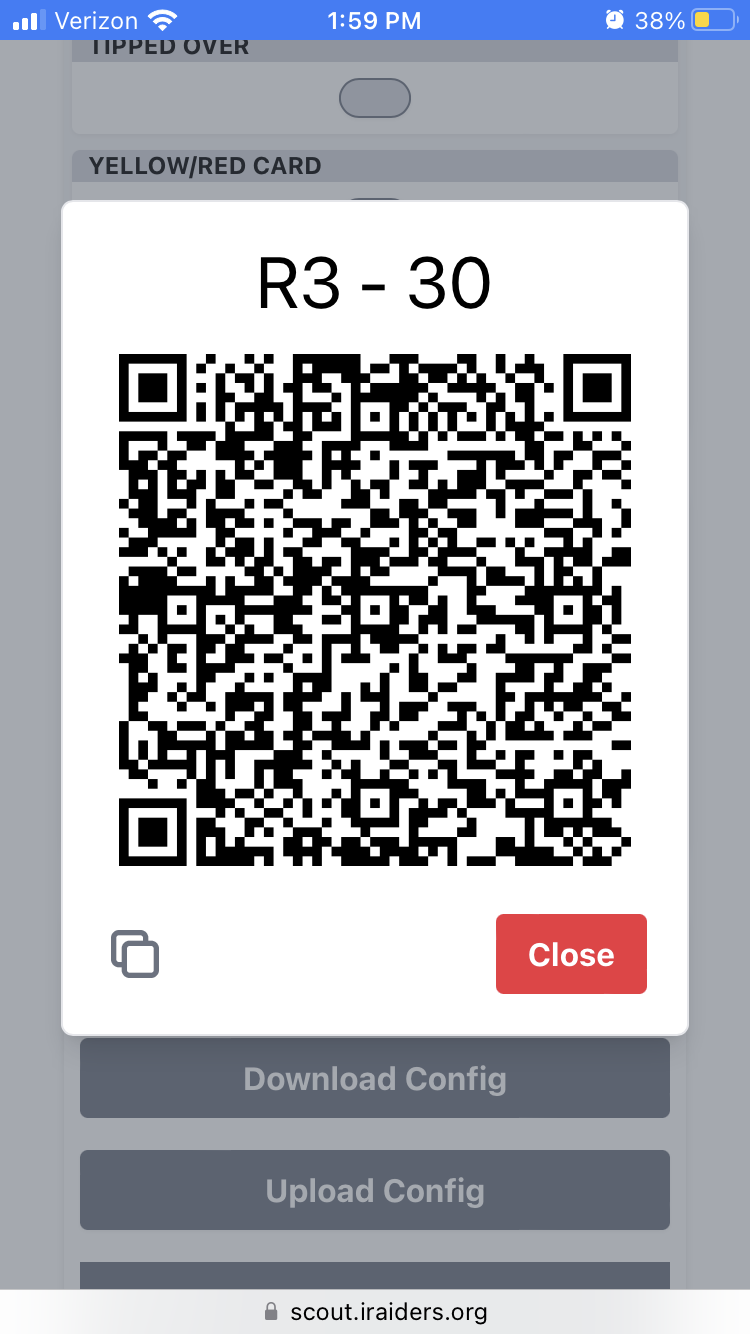 Verizon 1:59 PM 38%
TIPPED OVER
YELLOW/RED CARD
R3 - 30
Close
Download Config
Upload Config
scout.iraiders.org